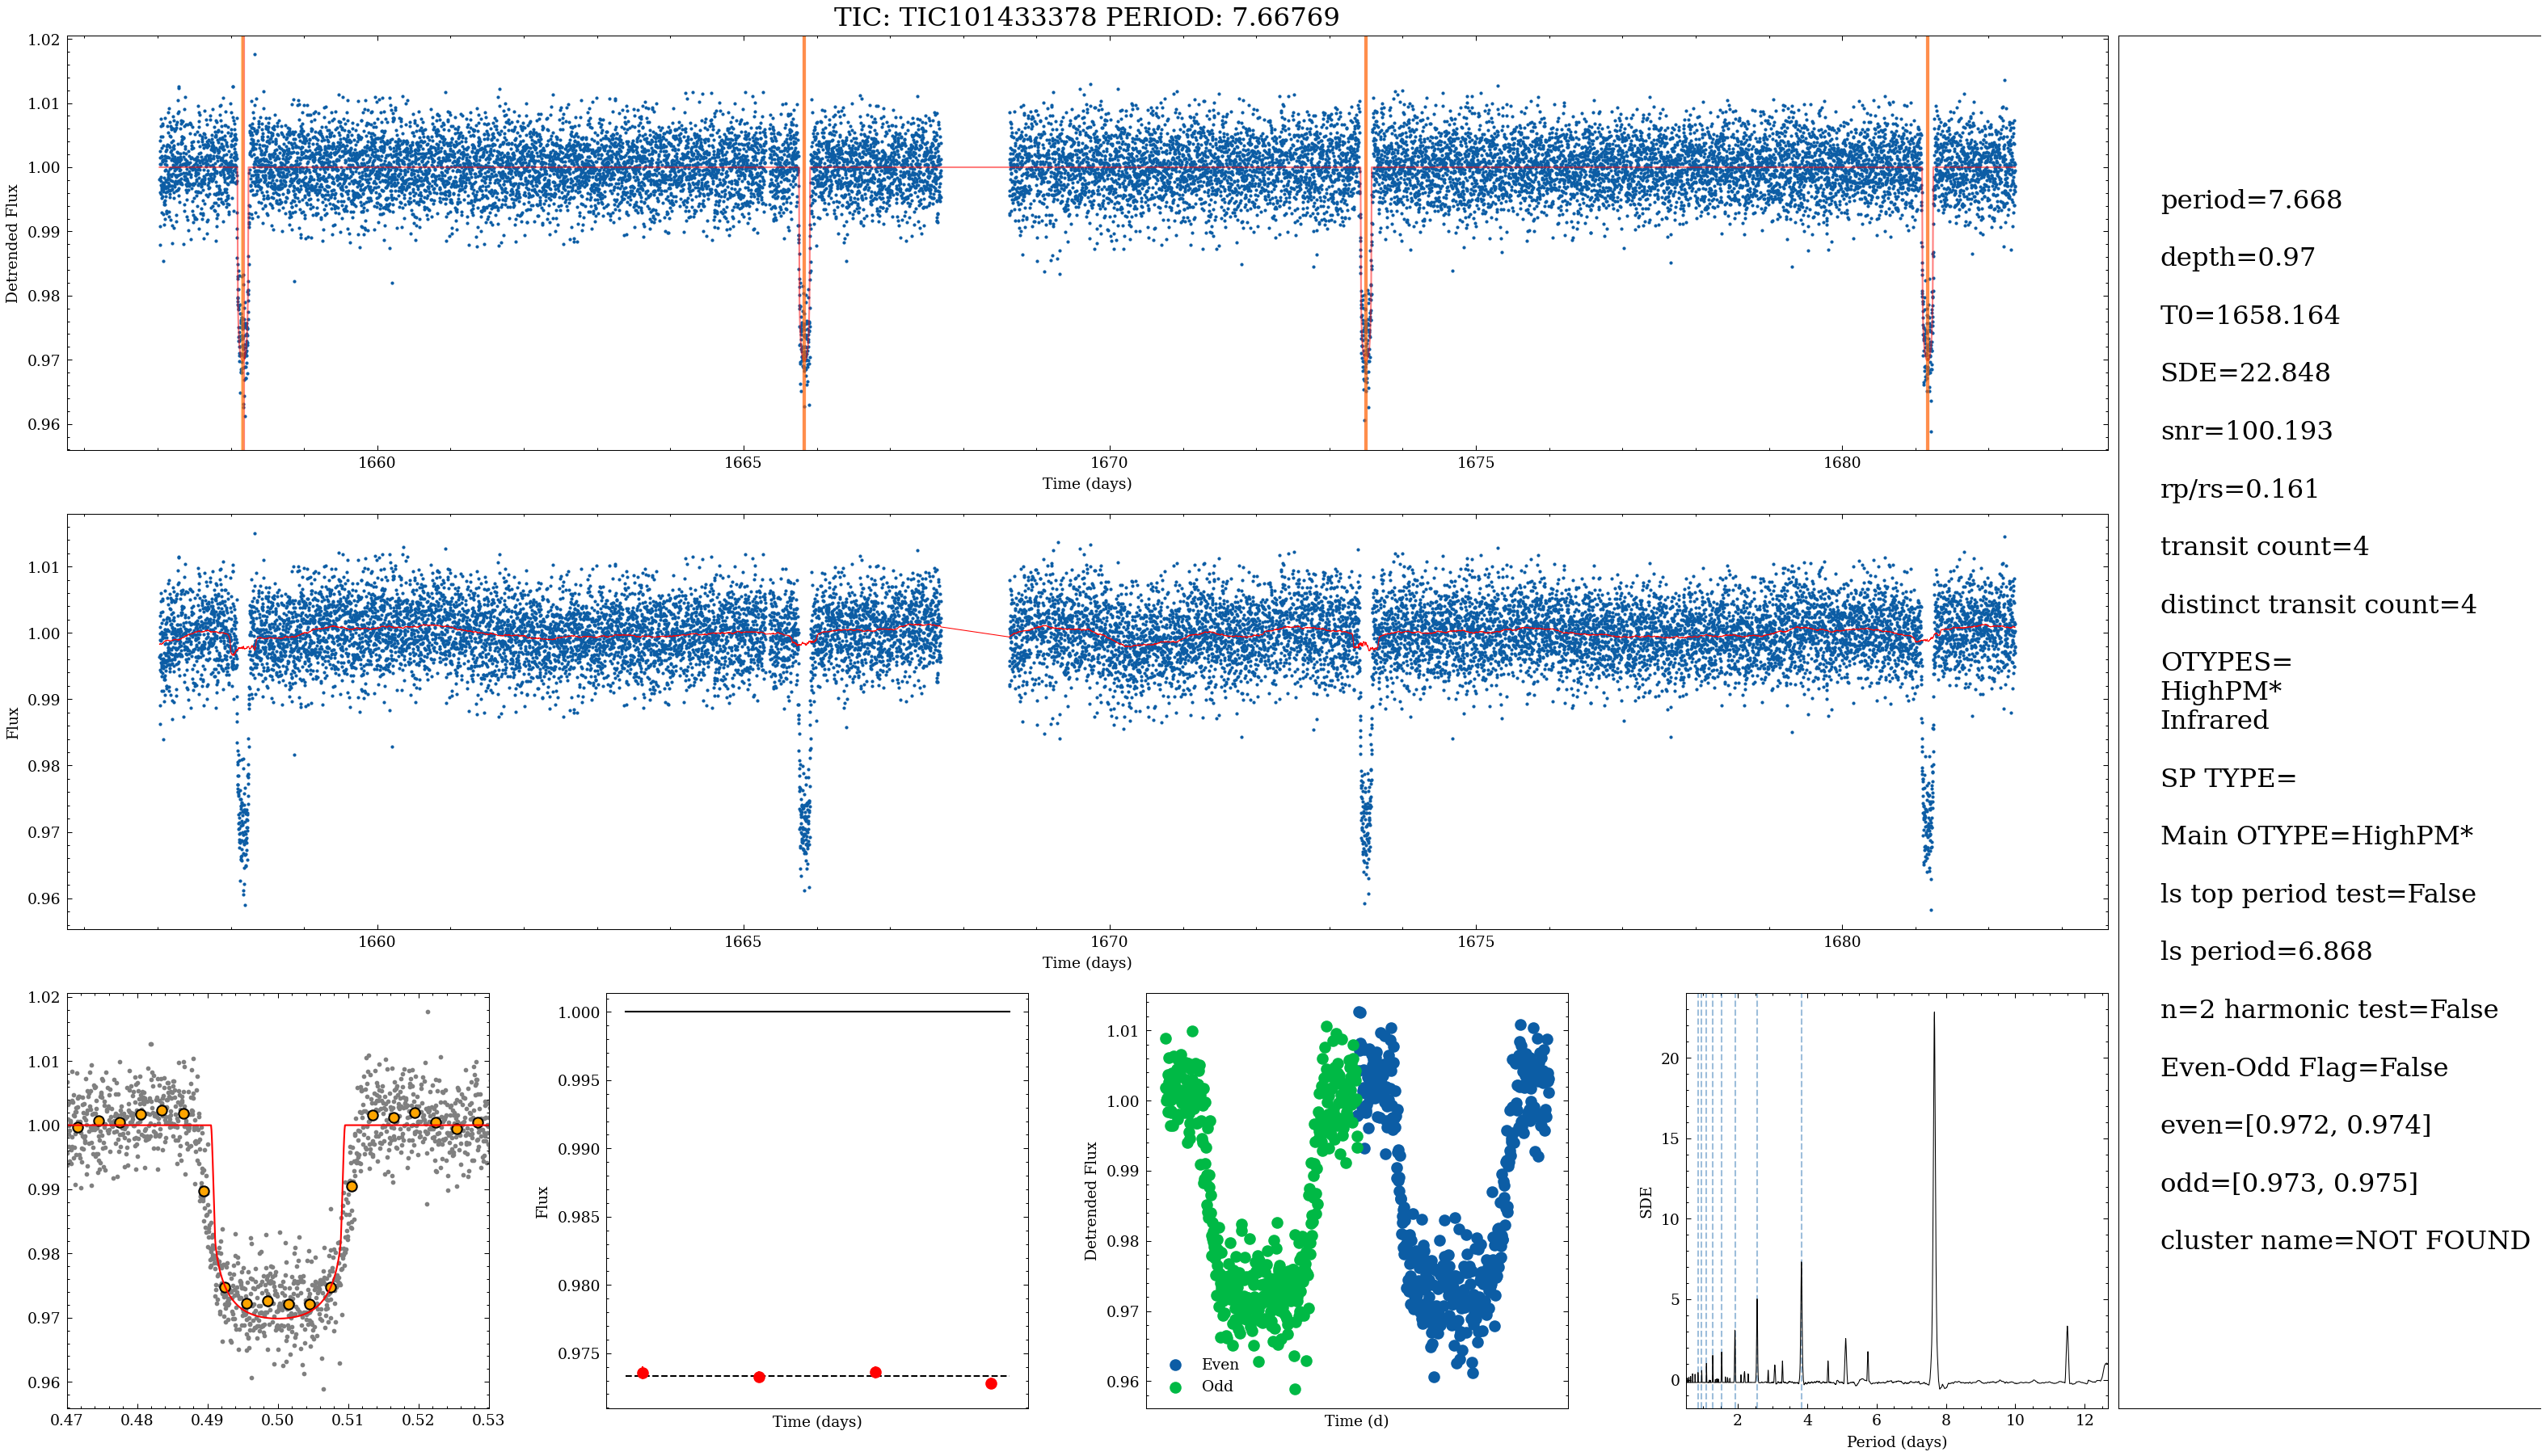 TIC: TIC101433378 PERIOD: 7.66769
1.02
1.01
1.00
0.99
0.98
0.97
0.96
Detrended Flux
1660
1665
1670
1675
1680
Time (days)
1.01
1.00
0.99
0.98
0.97
0.96
Flux
1660
1665
1670
1675
1680
Time (days)
1.02
1.01
1.00
0.99
0.98
0.97
0.96
0.47
0.48
0.49
0.50
0.51
0.52
0.53
1.000
0.995
0.990
0.985
0.980
0.975
Flux
Time (days)
1.01
1.00
0.99
0.98
0.97
0.96
Detrended Flux
Even
Odd
Time (d)
20
15
10
5
0
SDE
2
4
6
8
10
12
Period (days)
period=7.668
depth=0.97
T0=1658.164
SDE=22.848
snr=100.193
rp/rs=0.161
transit count=4
distinct transit count=4
OTYPES=
HighPM*
Infrared
SP TYPE=
Main OTYPE=HighPM*
ls top period test=False
ls period=6.868
n=2 harmonic test=False
Even-Odd Flag=False
even=[0.972, 0.974]
odd=[0.973, 0.975]
cluster name=NOT FOUND